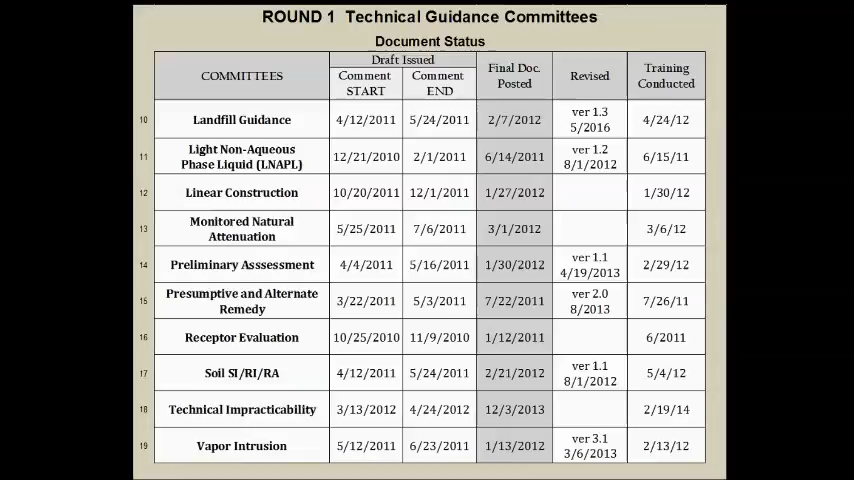 ROUND 1 Technical Guidance Committees
Document Status
COMMITTEES
Draft Issued
Comment START
Comment END
Final Doc. Posted
Revised
Training Conducted
10 Landfill Guidance 4/12/2011 5/24/2011 2/7/2012 ver 1.3 5/2016 4/24/12
11 Light Non-Aqueous Phase Liquid (LNAPL) 12/21/2010 2/1/2011 6/14/2011 ver 1.2 8/1/2012 6/15/11
12 Linear Construction 10/20/2011 12/1/2011 1/27/2012 1/30/12
13 Monitored Natural Attenuation 5/25/2011 7/6/2011 3/1/2012 3/6/12
14 Preliminary Asssessment 4/4/2011 5/16/2011 1/30/2012 ver 1.1 4/19/2013 2/29/12
15 Presumptive and Alternate Remedy 3/22/2011 5/3/2011 7/22/2011 ver 2.0 8/2013 7/26/11
16 Receptor Evaluation 10/25/2010 11/9/2010 1/12/2011 6/2011
17 Soil SI/RI/RA 4/12/2011 5/24/2011 2/21/2012 ver 1.1 8/1/2012 5/4/12
18 Technical Impracticability 3/13/2012 4/24/2012 12/3/2013 2/19/14
19 Vapor Intrusion 5/12/2011 6/23/2011 1/13/2012 ver 3.1 3/6/2013 2/13/12